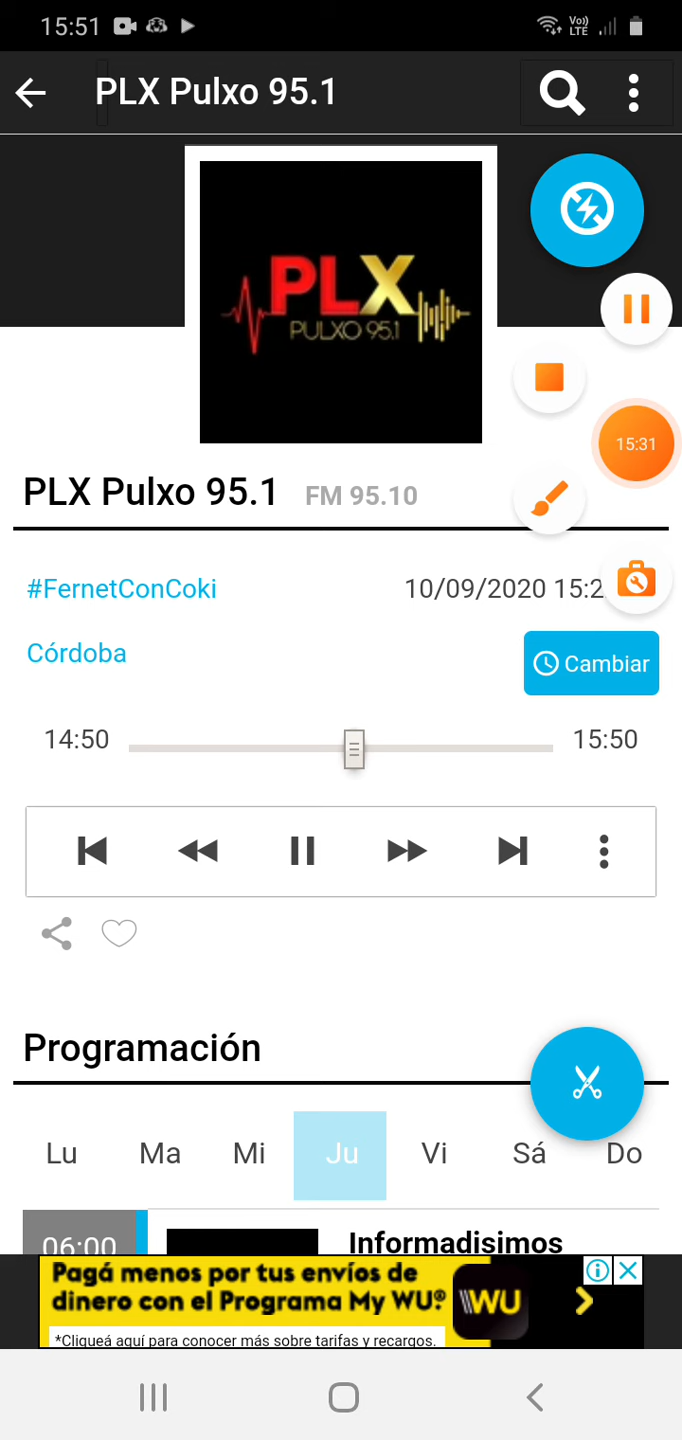 15:51
Vo)) LTE
PLX Pulxo 95.1
PLX
PULXO 95.1
15:31
PLX Pulxo 95.1 FM 95.10
#FernetConCoki 10/09/2020 15:2
Córdoba
Cambiar
14:50 15:50
Programación
Lu Ma Mi Ju Vi Sá Do
06:00 Informadisimos
Pagá menos por tus envíos de
dinero con el Programa My WU.®
WU
*Cliqueá aquí para conocer más sobre tarifas y recargos.